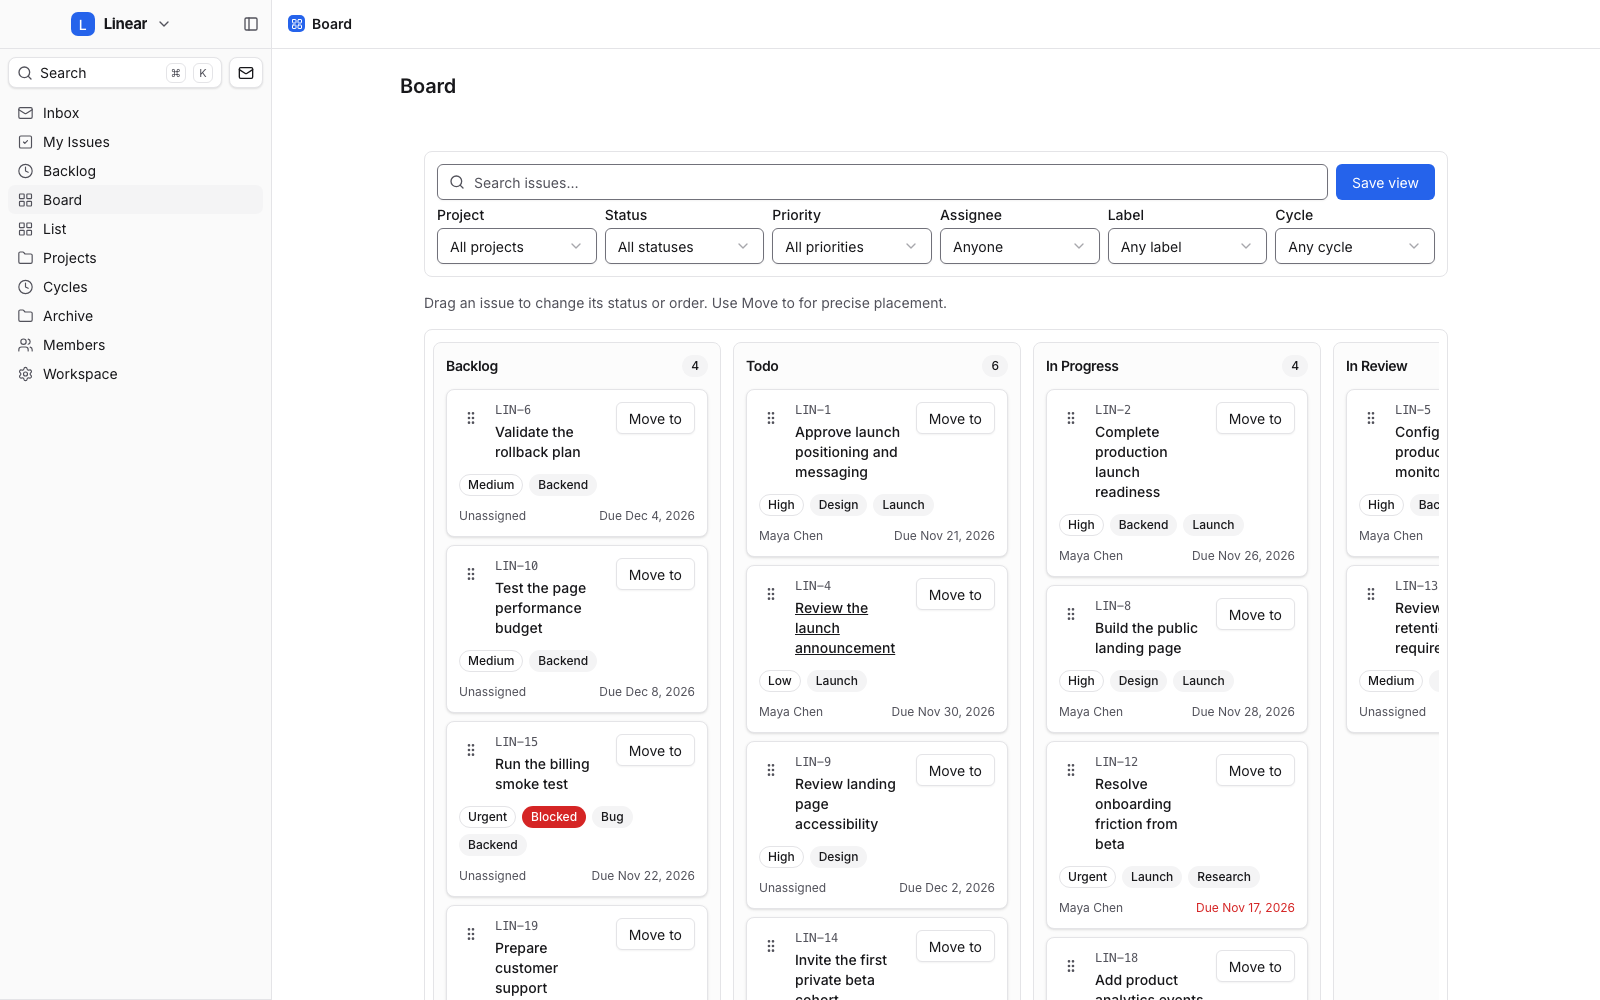 L Linear
Search ⌘ K
Inbox
My Issues
Backlog
Board
List
Projects
Cycles
Archive
Members
Workspace
Board
Board
Search issues...
Save view
Project Status Priority Assignee Label Cycle
All projects All statuses All priorities Anyone Any label Any cycle
Drag an issue to change its status or order. Use Move to for precise placement.
Backlog 4
LIN-6
Move to
Validate the
rollback plan
Medium Backend
Unassigned Due Dec 4, 2026
LIN-10
Move to
Test the page
performance
budget
Medium Backend
Unassigned Due Dec 8, 2026
LIN-15
Move to
Run the billing
smoke test
Urgent Blocked Bug
Backend
Unassigned Due Nov 22, 2026
LIN-19
Move to
Prepare
customer
support
Todo 6
LIN-1
Move to
Approve launch
positioning and
messaging
High Design Launch
Maya Chen Due Nov 21, 2026
LIN-4
Move to
Review the
launch
announcement
Low Launch
Maya Chen Due Nov 30, 2026
LIN-9
Move to
Review landing
page
accessibility
High Design
Unassigned Due Dec 2, 2026
LIN-14
Move to
Invite the first
private beta
cohort
In Progress 4
LIN-2
Move to
Complete
production
launch
readiness
High Backend Launch
Maya Chen Due Nov 26, 2026
LIN-8
Move to
Build the public
landing page
High Design Launch
Maya Chen Due Nov 28, 2026
LIN-12
Move to
Resolve
onboarding
friction from
beta
Urgent Launch Research
Maya Chen Due Nov 17, 2026
LIN-18
Move to
Add product
analytics events
In Review
LIN-5
Config
produc
monito
High Bac
Maya Chen
LIN-13
Review
retenti
require
Medium
Unassigned